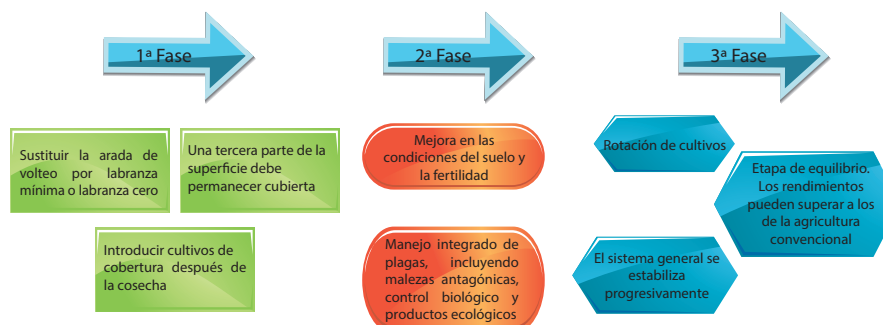 1ª Fase
2ª Fase
3ª Fase
Sustituir la arada de
volteo por labranza
mínima o labranza cero
Una tercera parte de la
superficie debe
permanecer cubierta
Introducir cultivos de
cobertura después de
la cosecha
Mejora en las
condiciones del suelo y
la fertilidad
Manejo integrado de
plagas, incluyendo
malezas antagónicas,
control biológico y
productos ecológicos
Rotación de cultivos
Etapa de equilibrio.
Los rendimientos
pueden superar a los
de la agricultura
convencional
El sistema general se
estabiliza
progresivamente